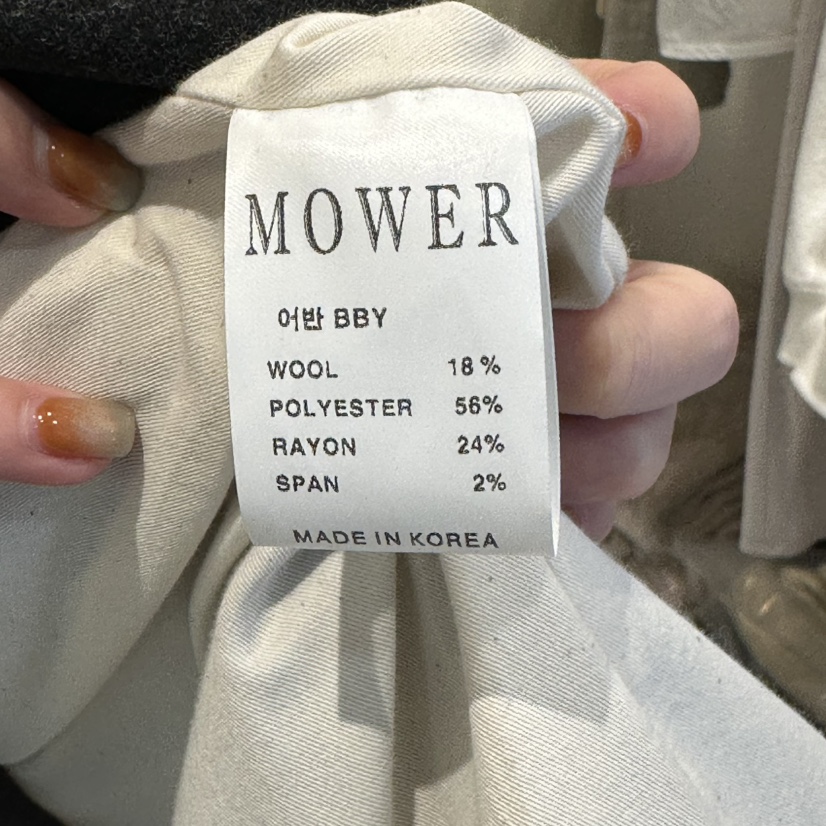 MOWER
어반 BBY
WOOL 18%
POLYESTER 56%
RAYON 24%
SPAN 2%
MADE IN KOREA